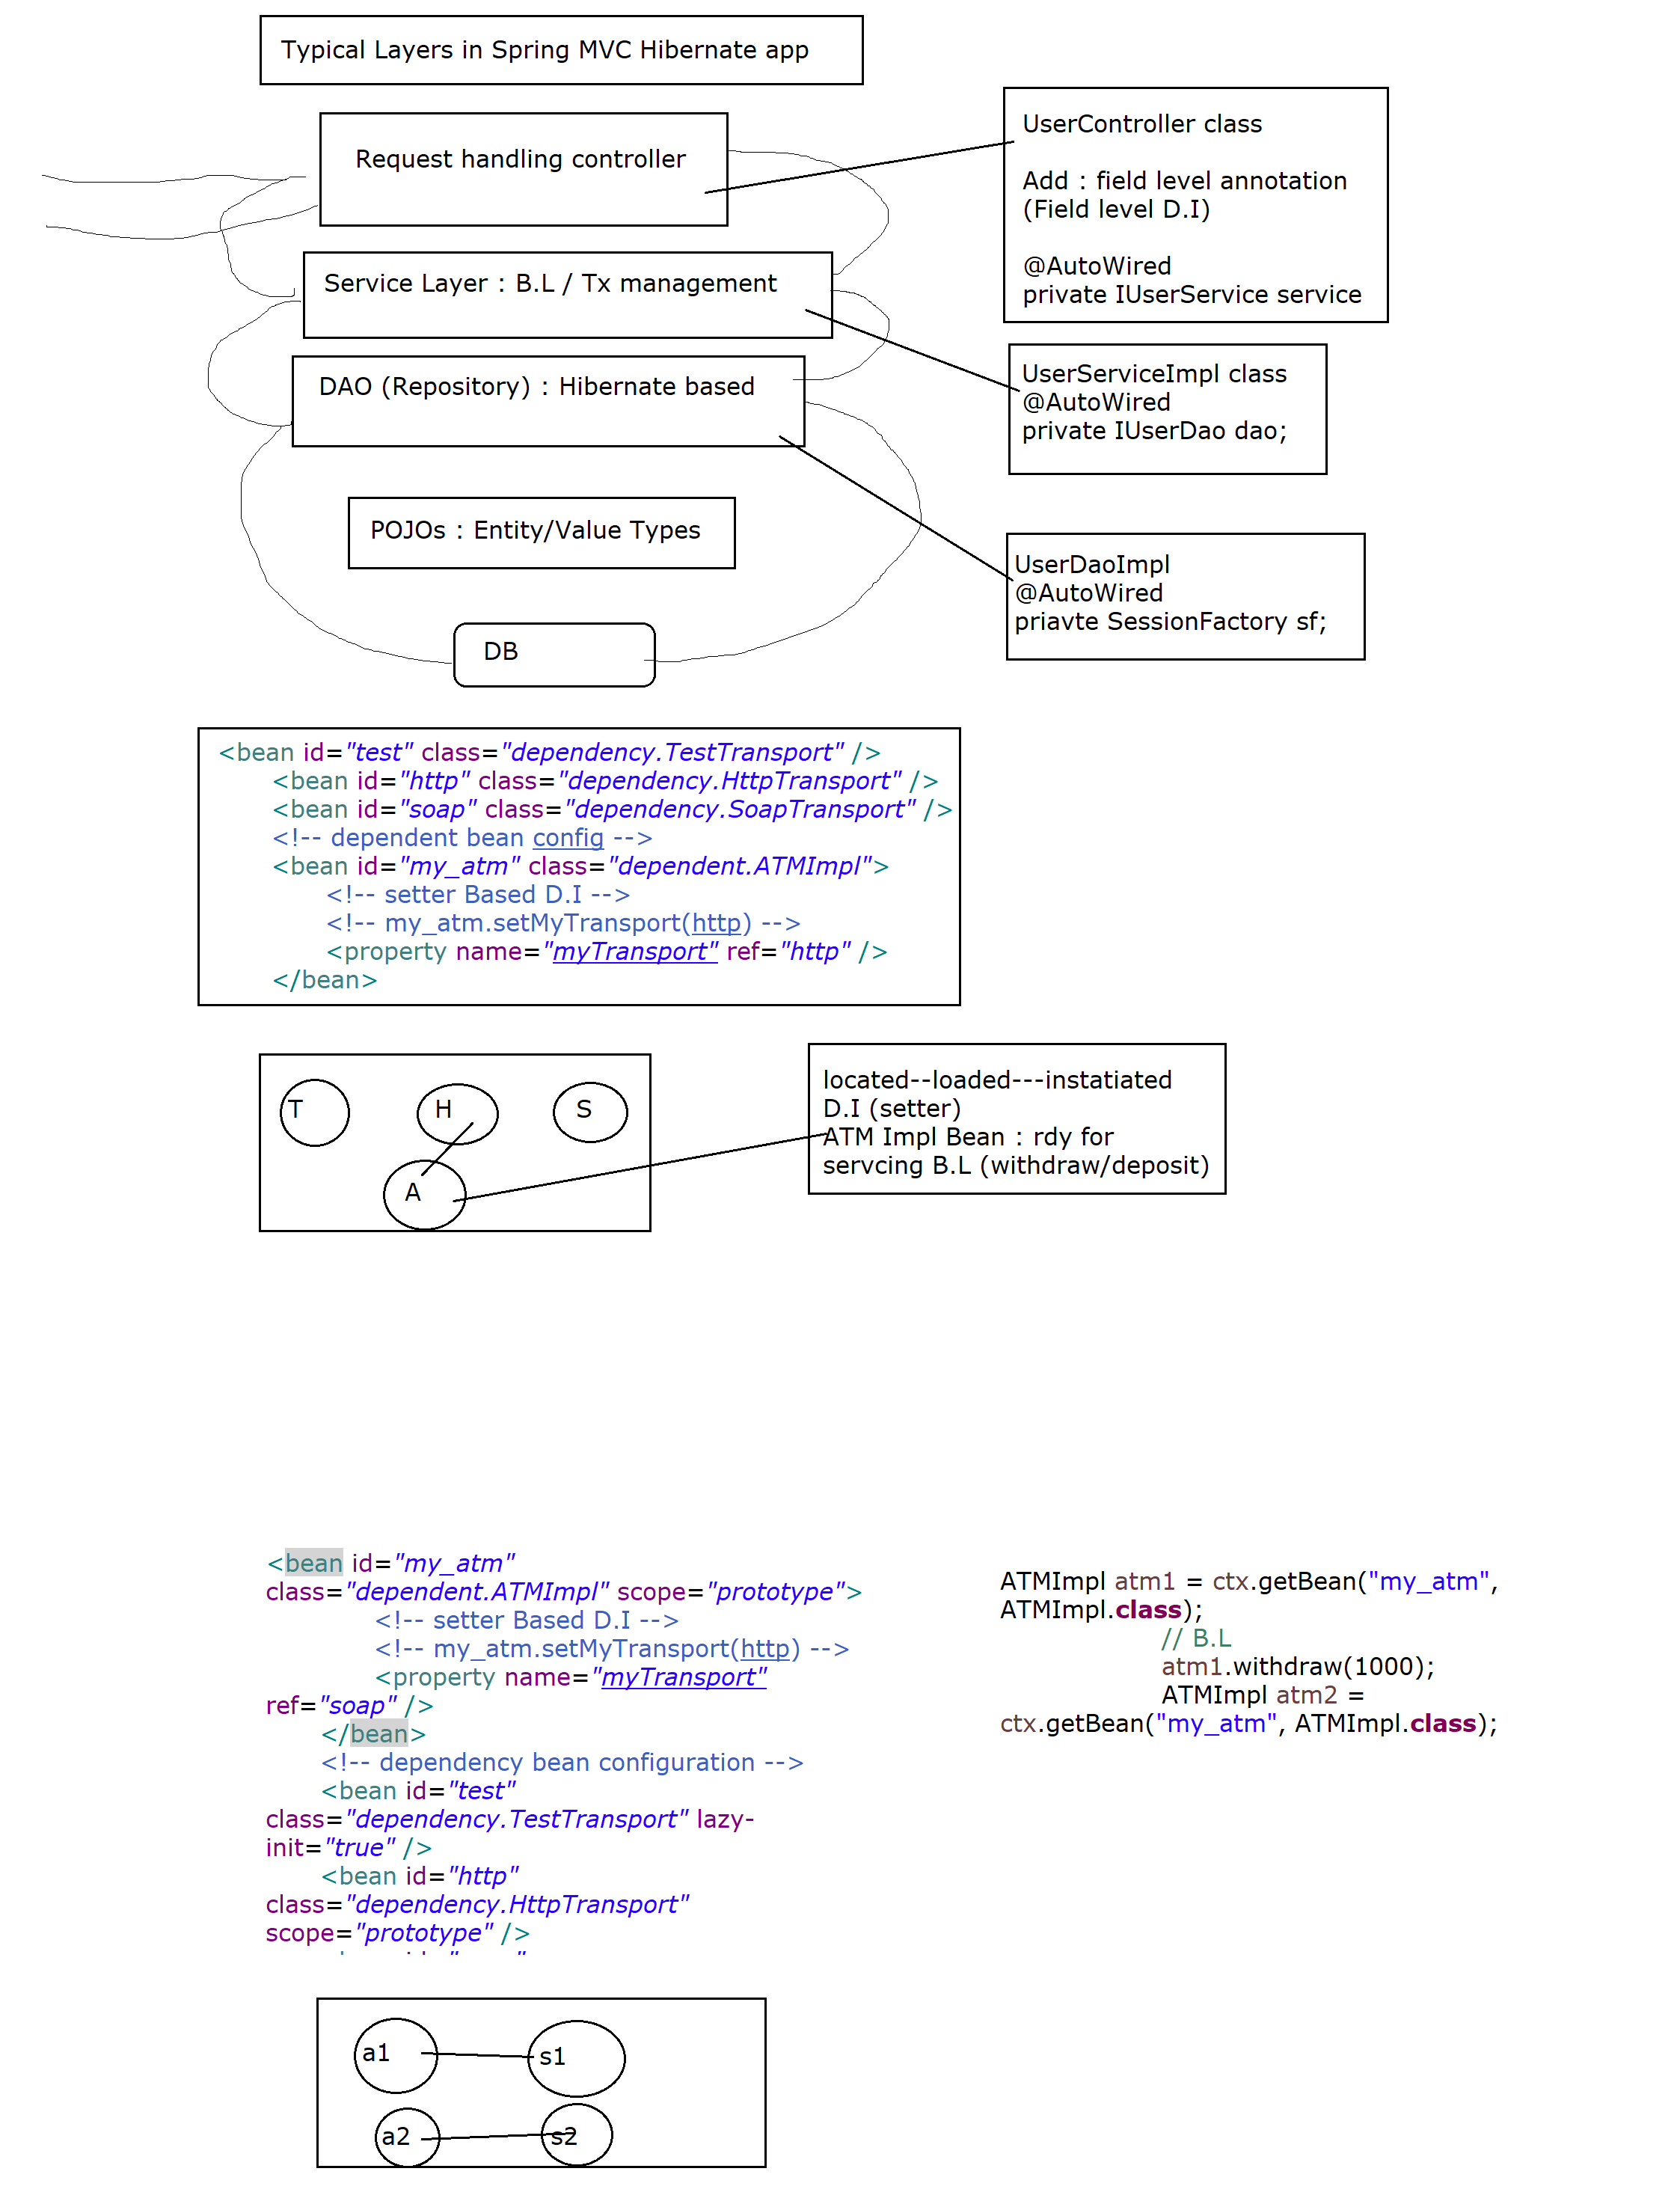 Typical Layers in Spring MVC Hibernate app
Request handling controller
UserController class
Add : field level annotation
(Field level D.I)
@AutoWired
private IUserService service
Service Layer : B.L / Tx management
DAO (Repository) : Hibernate based
UserServiceImpl class
@AutoWired
private IUserDao dao;
POJOs : Entity/Value Types
UserDaoImpl
@AutoWired
priavte SessionFactory sf;
DB
<bean id="test" class="dependency.TestTransport" />
<bean id="http" class="dependency.HttpTransport" />
<bean id="soap" class="dependency.SoapTransport" />
<!-- dependent bean config -->
<bean id="my_atm" class="dependent.ATMImpl">
<!-- setter Based D.I -->
<!-- my_atm.setMyTransport(http) -->
<property name="myTransport" ref="http" />
</bean>
T
H
S
A
located--loaded---instatiated
D.I (setter)
ATM Impl Bean : rdy for
servcing B.L (withdraw/deposit)
<bean id="my_atm"
class="dependent.ATMImpl" scope="prototype">
<!-- setter Based D.I -->
<!-- my_atm.setMyTransport(http) -->
<property name="myTransport"
ref="soap" />
</bean>
<!-- dependency bean configuration -->
<bean id="test"
class="dependency.TestTransport" lazy-
init="true" />
<bean id="http"
class="dependency.HttpTransport"
scope="prototype" />
ATMImpl atm1 = ctx.getBean("my_atm",
ATMImpl.class);
// B.L
atm1.withdraw(1000);
ATMImpl atm2 =
ctx.getBean("my_atm", ATMImpl.class);
a1
s1
a2
s2